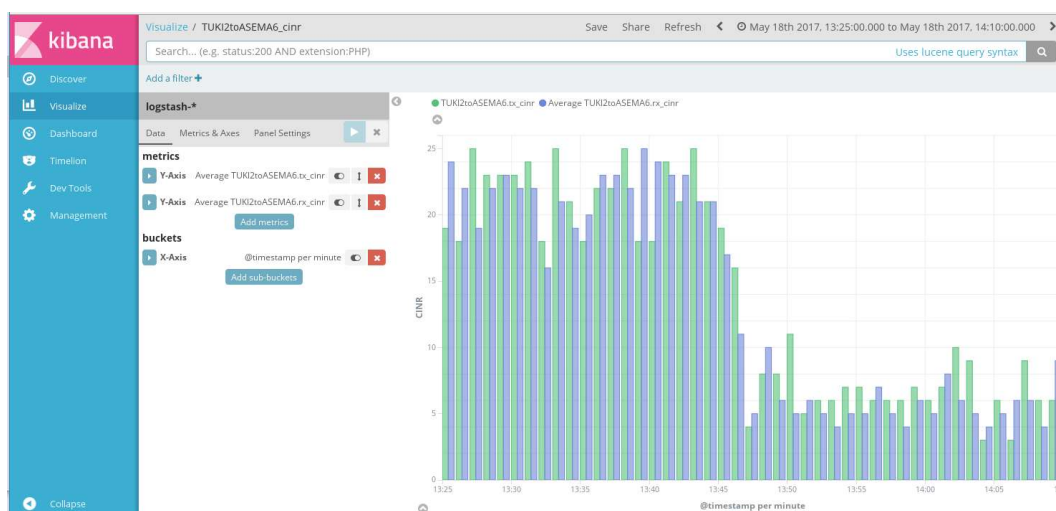 kibana
Discover
Visualize
Dashboard
Timelion
Dev Tools
Management
Collapse
Visualize / TUKI2toASEMA6_cinr
Save Share Refresh May 18th 2017, 13:25:00.000 to May 18th 2017, 14:10:00.000
Search... (e.g. status:200 AND extension:PHP) Uses lucene query syntax
Add a filter +
logstash-*
Data Metrics & Axes Panel Settings
metrics
Y-Axis Average TUKI2toASEMA6.tx_cinr
Y-Axis Average TUKI2toASEMA6.rx_cinr
Add metrics
buckets
X-Axis @timestamp per minute
Add sub-buckets
TUKI2toASEMA6.tx_cinr Average TUKI2toASEMA6.rx_cinr
25
20
15
10
5
0
CINR
13:25 13:30 13:35 13:40 13:45 13:50 13:55 14:00 14:05
@timestamp per minute